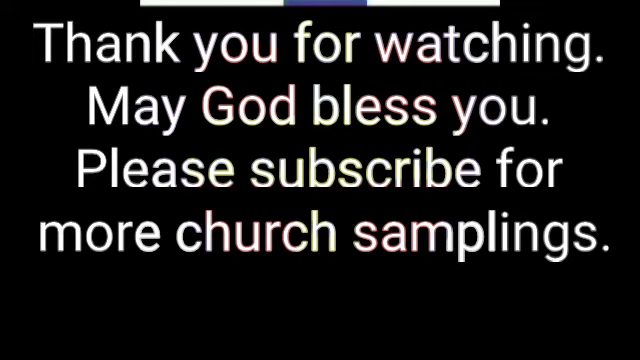 Thank you for watching.
May God bless you.
Please subscribe for
more church samplings.